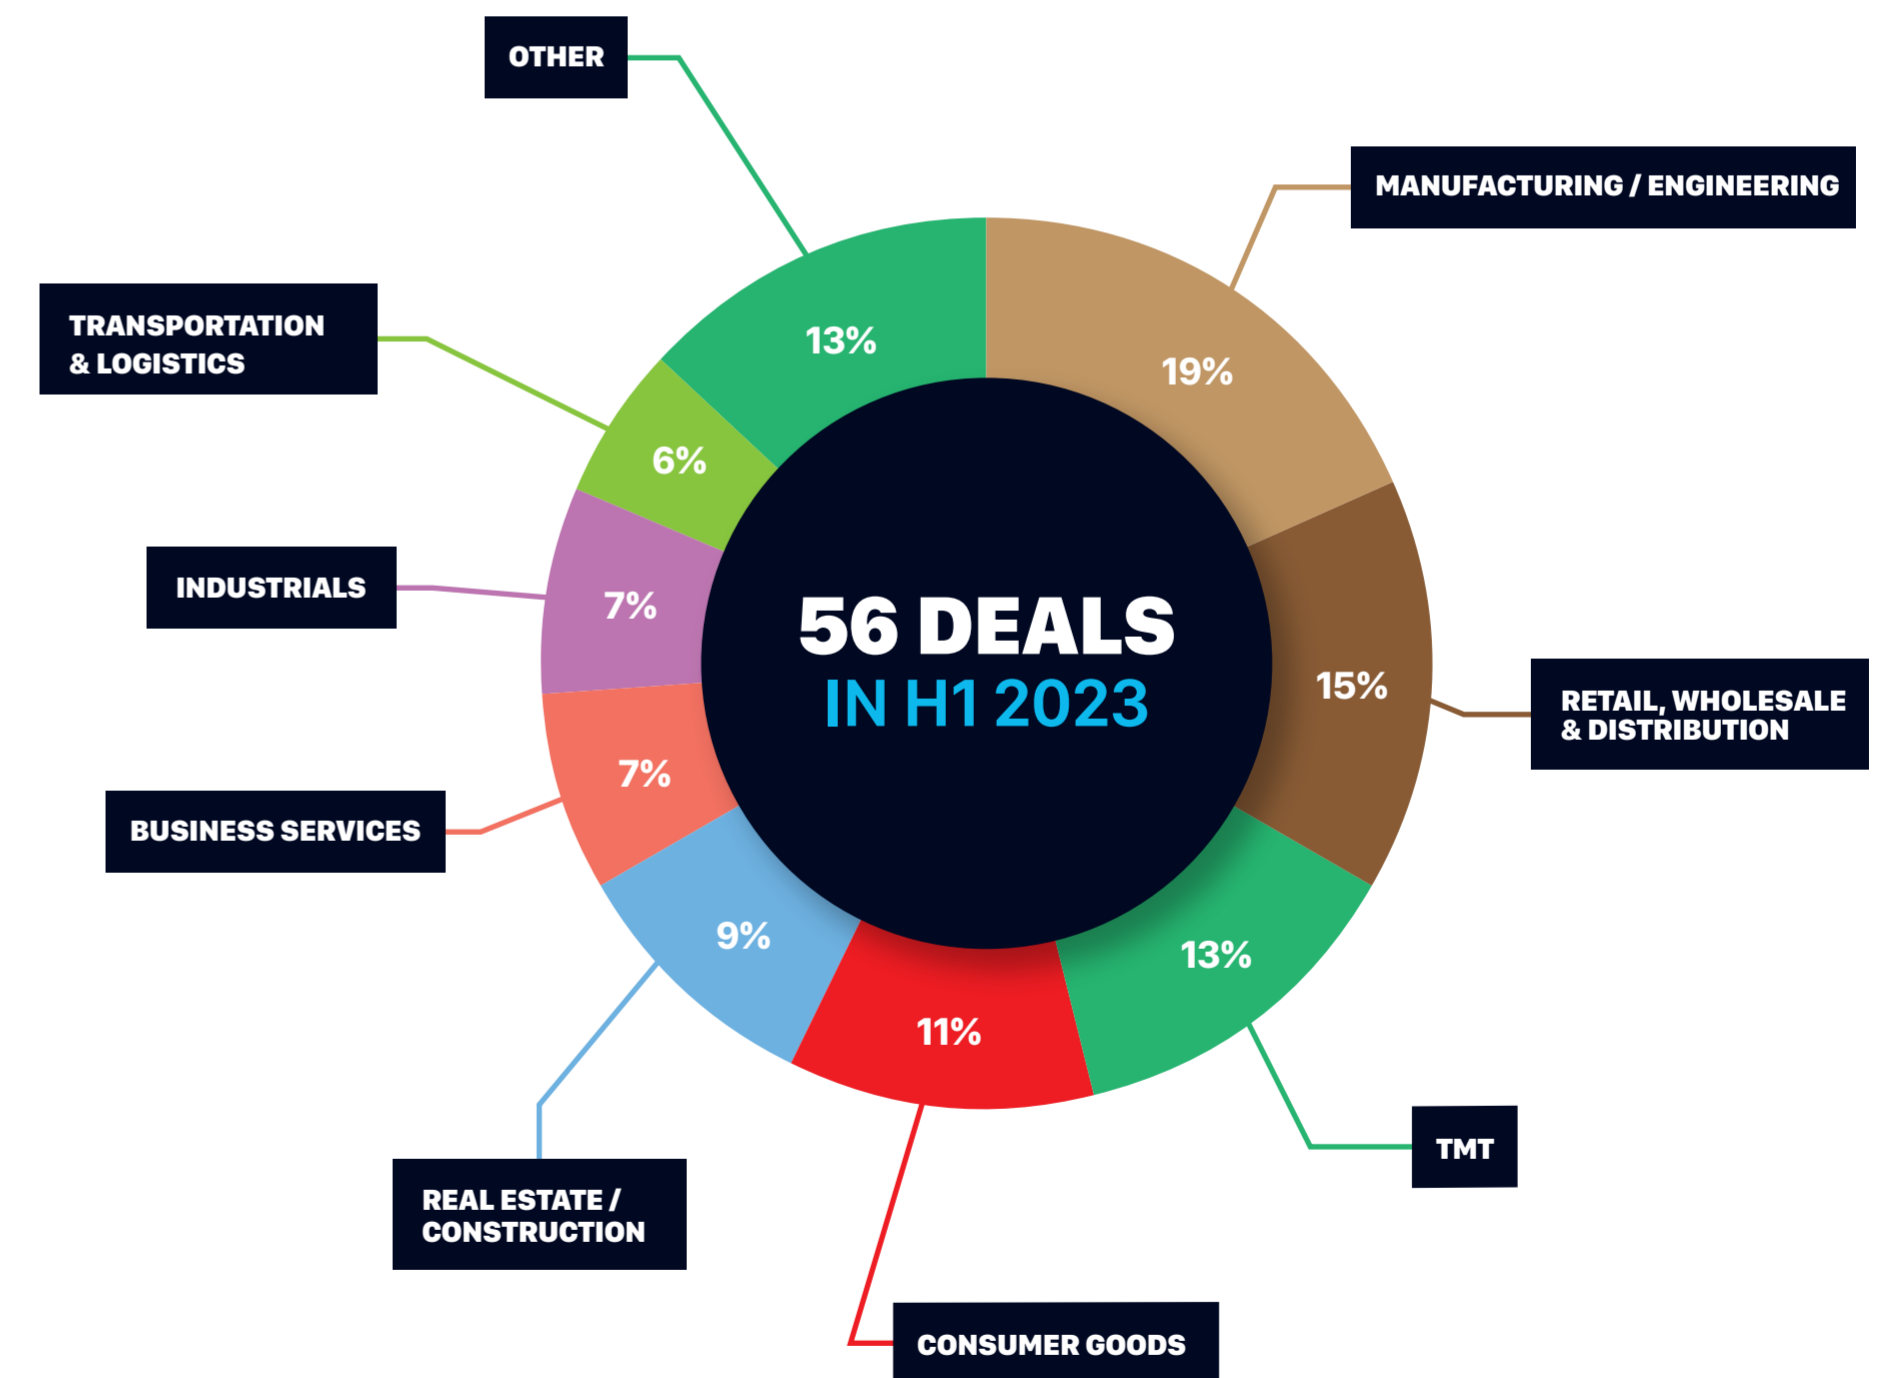 OTHER
MANUFACTURING / ENGINEERING
TRANSPORTATION
& LOGISTICS
13%
19%
6%
INDUSTRIALS
7%
56 DEALS
IN H1 2023
15%
RETAIL, WHOLESALE
& DISTRIBUTION
7%
BUSINESS SERVICES
9%
13%
11%
TMT
REAL ESTATE /
CONSTRUCTION
CONSUMER GOODS